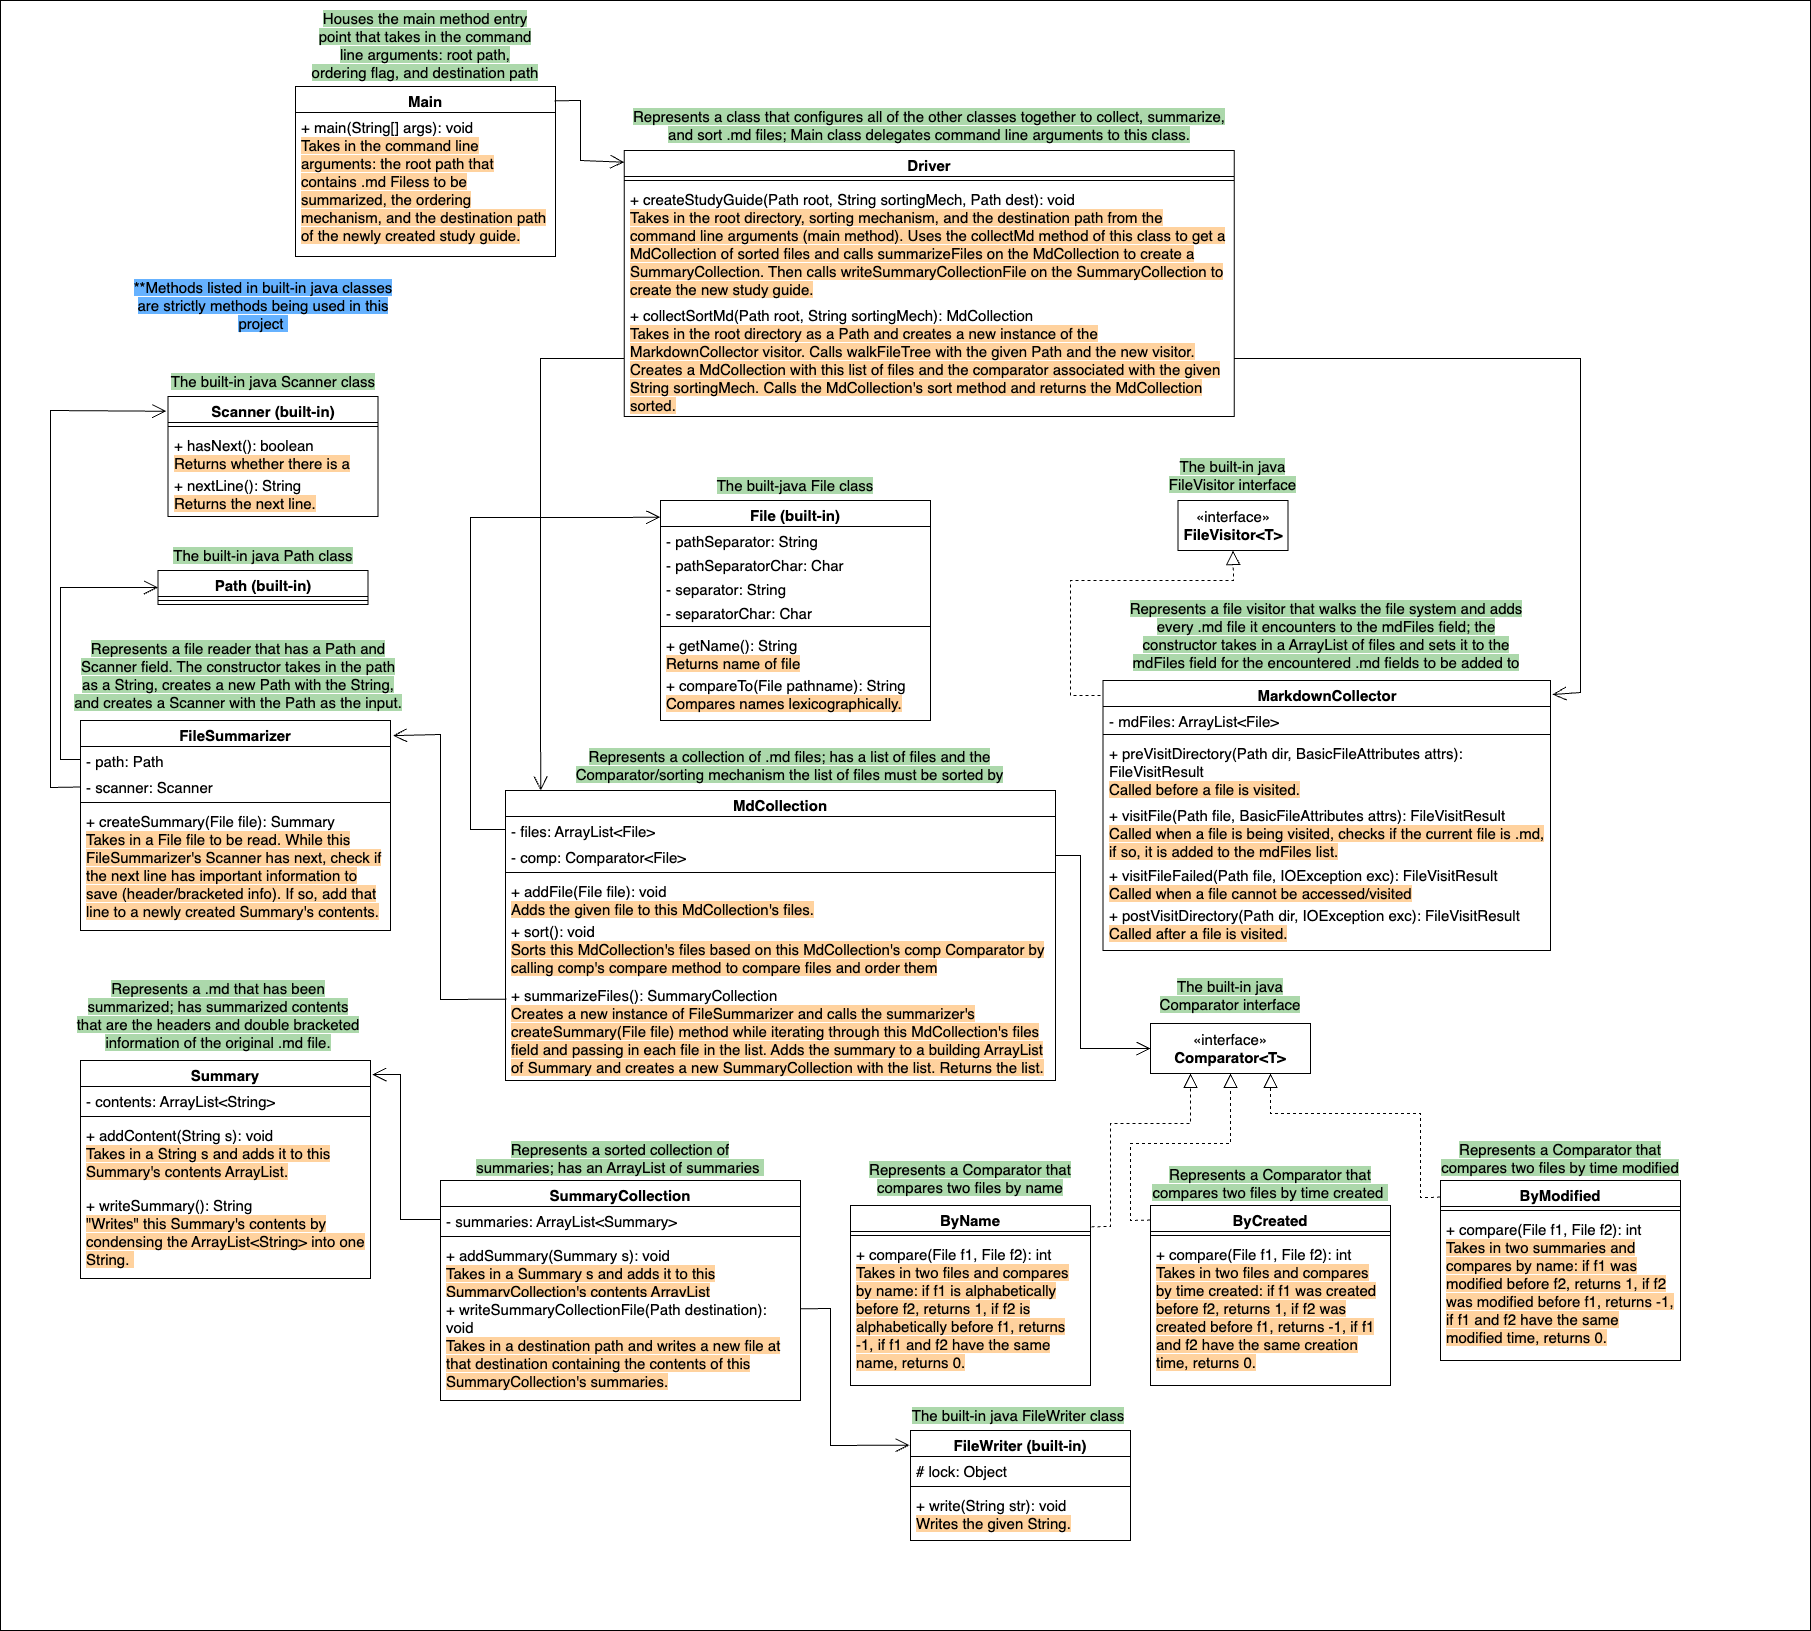 Houses the main method entry
point that takes in the command
line arguments: root path,
ordering flag, and destination path
Main
+ main(String[] args): void
Takes in the command line
arguments: the root path that
contains .md Filess to be
summarized, the ordering
mechanism, and the destination path
of the newly created study guide.
Represents a class that configures all of the other classes together to collect, summarize,
and sort .md files; Main class delegates command line arguments to this class.
Driver
+ createStudyGuide(Path root, String sortingMech, Path dest): void
Takes in the root directory, sorting mechanism, and the destination path from the
command line arguments (main method). Uses the collectMd method of this class to get a
MdCollection of sorted files and calls summarizeFiles on the MdCollection to create a
SummaryCollection. Then calls writeSummaryCollectionFile on the SummaryCollection to
create the new study guide.
+ collectSortMd(Path root, String sortingMech): MdCollection
Takes in the root directory as a Path and creates a new instance of the
MarkdownCollector visitor. Calls walkFileTree with the given Path and the new visitor.
Creates a MdCollection with this list of files and the comparator associated with the given
String sortingMech. Calls the MdCollection's sort method and returns the MdCollection
sorted.
**Methods listed in built-in java classes
are strictly methods being used in this
project
The built-in java Scanner class
Scanner (built-in)
+ hasNext(): boolean
Returns whether there is a
+ nextLine(): String
Returns the next line.
The built-in java Path class
Path (built-in)
The built-java File class
File (built-in)
- pathSeparator: String
- pathSeparatorChar: Char
- separator: String
- separatorChar: Char
+ getName(): String
Returns name of file
+ compareTo(File pathname): String
Compares names lexicographically.
The built-in java
FileVisitor interface
«interface»
FileVisitor<T>
Represents a file visitor that walks the file system and adds
every .md file it encounters to the mdFiles field; the
constructor takes in a ArrayList of files and sets it to the
mdFiles field for the encountered .md fields to be added to
MarkdownCollector
- mdFiles: ArrayList<File>
+ preVisitDirectory(Path dir, BasicFileAttributes attrs):
FileVisitResult
Called before a file is visited.
+ visitFile(Path file, BasicFileAttributes attrs): FileVisitResult
Called when a file is being visited, checks if the current file is .md,
if so, it is added to the mdFiles list.
+ visitFileFailed(Path file, IOException exc): FileVisitResult
Called when a file cannot be accessed/visited
+ postVisitDirectory(Path dir, IOException exc): FileVisitResult
Called after a file is visited.
Represents a file reader that has a Path and
Scanner field. The constructor takes in the path
as a String, creates a new Path with the String,
and creates a Scanner with the Path as the input.
FileSummarizer
- path: Path
- scanner: Scanner
+ createSummary(File file): Summary
Takes in a File file to be read. While this
FileSummarizer's Scanner has next, check if
the next line has important information to
save (header/bracketed info). If so, add that
line to a newly created Summary's contents.
Represents a collection of .md files; has a list of files and the
Comparator/sorting mechanism the list of files must be sorted by
MdCollection
- files: ArrayList<File>
- comp: Comparator<File>
+ addFile(File file): void
Adds the given file to this MdCollection's files.
+ sort(): void
Sorts this MdCollection's files based on this MdCollection's comp Comparator by
calling comp's compare method to compare files and order them
+ summarizeFiles(): SummaryCollection
Creates a new instance of FileSummarizer and calls the summarizer's
createSummary(File file) method while iterating through this MdCollection's files
field and passing in each file in the list. Adds the summary to a building ArrayList
of Summary and creates a new SummaryCollection with the list. Returns the list.
The built-in java
Comparator interface
«interface»
Comparator<T>
Represents a .md that has been
summarized; has summarized contents
that are the headers and double bracketed
information of the original .md file.
Summary
- contents: ArrayList<String>
+ addContent(String s): void
Takes in a String s and adds it to this
Summary's contents ArrayList.
+ writeSummary(): String
"Writes" this Summary's contents by
condensing the ArrayList<String> into one
String.
Represents a sorted collection of
summaries; has an ArrayList of summaries
SummaryCollection
- summaries: ArrayList<Summary>
+ addSummary(Summary s): void
Takes in a Summary s and adds it to this
SummaryCollection's contents ArrayList
+ writeSummaryCollectionFile(Path destination):
void
Takes in a destination path and writes a new file at
that destination containing the contents of this
SummaryCollection's summaries.
Represents a Comparator that
compares two files by name
ByName
+ compare(File f1, File f2): int
Takes in two files and compares
by name: if f1 is alphabetically
before f2, returns 1, if f2 is
alphabetically before f1, returns
-1, if f1 and f2 have the same
name, returns 0.
Represents a Comparator that
compares two files by time created
ByCreated
+ compare(File f1, File f2): int
Takes in two files and compares
by time created: if f1 was created
before f2, returns 1, if f2 was
created before f1, returns -1, if f1
and f2 have the same creation
time, returns 0.
Represents a Comparator that
compares two files by time modified
ByModified
+ compare(File f1, File f2): int
Takes in two summaries and
compares by name: if f1 was
modified before f2, returns 1, if f2
was modified before f1, returns -1,
if f1 and f2 have the same
modified time, returns 0.
The built-in java FileWriter class
FileWriter (built-in)
# lock: Object
+ write(String str): void
Writes the given String.